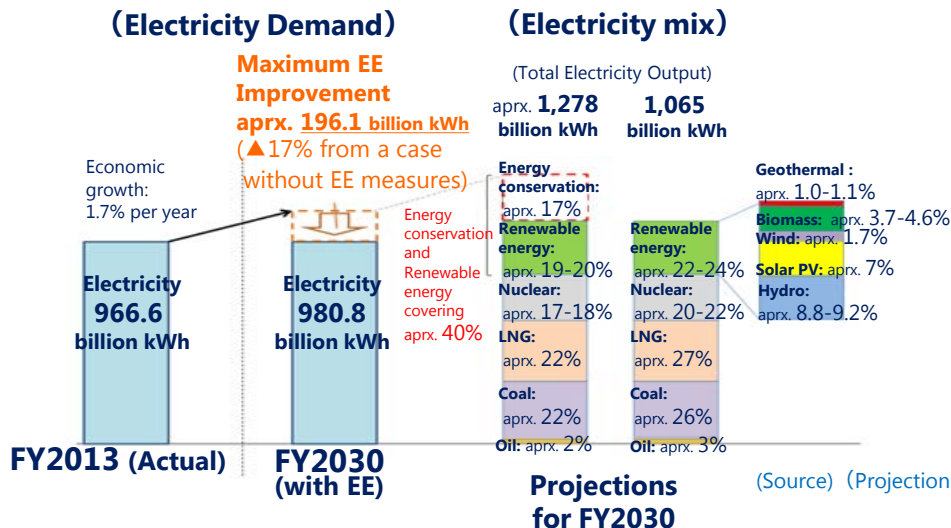 (Electricity Demand)
Maximum EE
Improvement
aprx. 196.1 billion kWh
(▲17% from a case
without EE measures)
Economic
growth:
1.7% per year
Energy
conservation
and
Renewable
energy
covering
aprx. 40%
Electricity
966.6
billion kWh
Electricity
980.8
billion kWh
FY2013 (Actual)
FY2030
(with EE)
(Electricity mix)
(Total Electricity Output)
aprx. 1,278
billion kWh
1,065
billion kWh
Energy
conservation:
aprx. 17%
Renewable
energy:
aprx. 19-20%
Nuclear:
aprx. 17-18%
LNG:
aprx. 22%
Coal:
aprx. 22%
Oil: aprx. 2%
Renewable
energy:
aprx. 22-24%
Nuclear:
aprx. 20-22%
LNG:
aprx. 27%
Coal:
aprx. 26%
Oil: aprx. 3%
Geothermal :
aprx. 1.0-1.1%
Biomass: aprx. 3.7-4.6%
Wind: aprx. 1.7%
Solar PV: aprx. 7%
Hydro:
aprx. 8.8-9.2%
Projections
for FY2030
(Source) (Projection